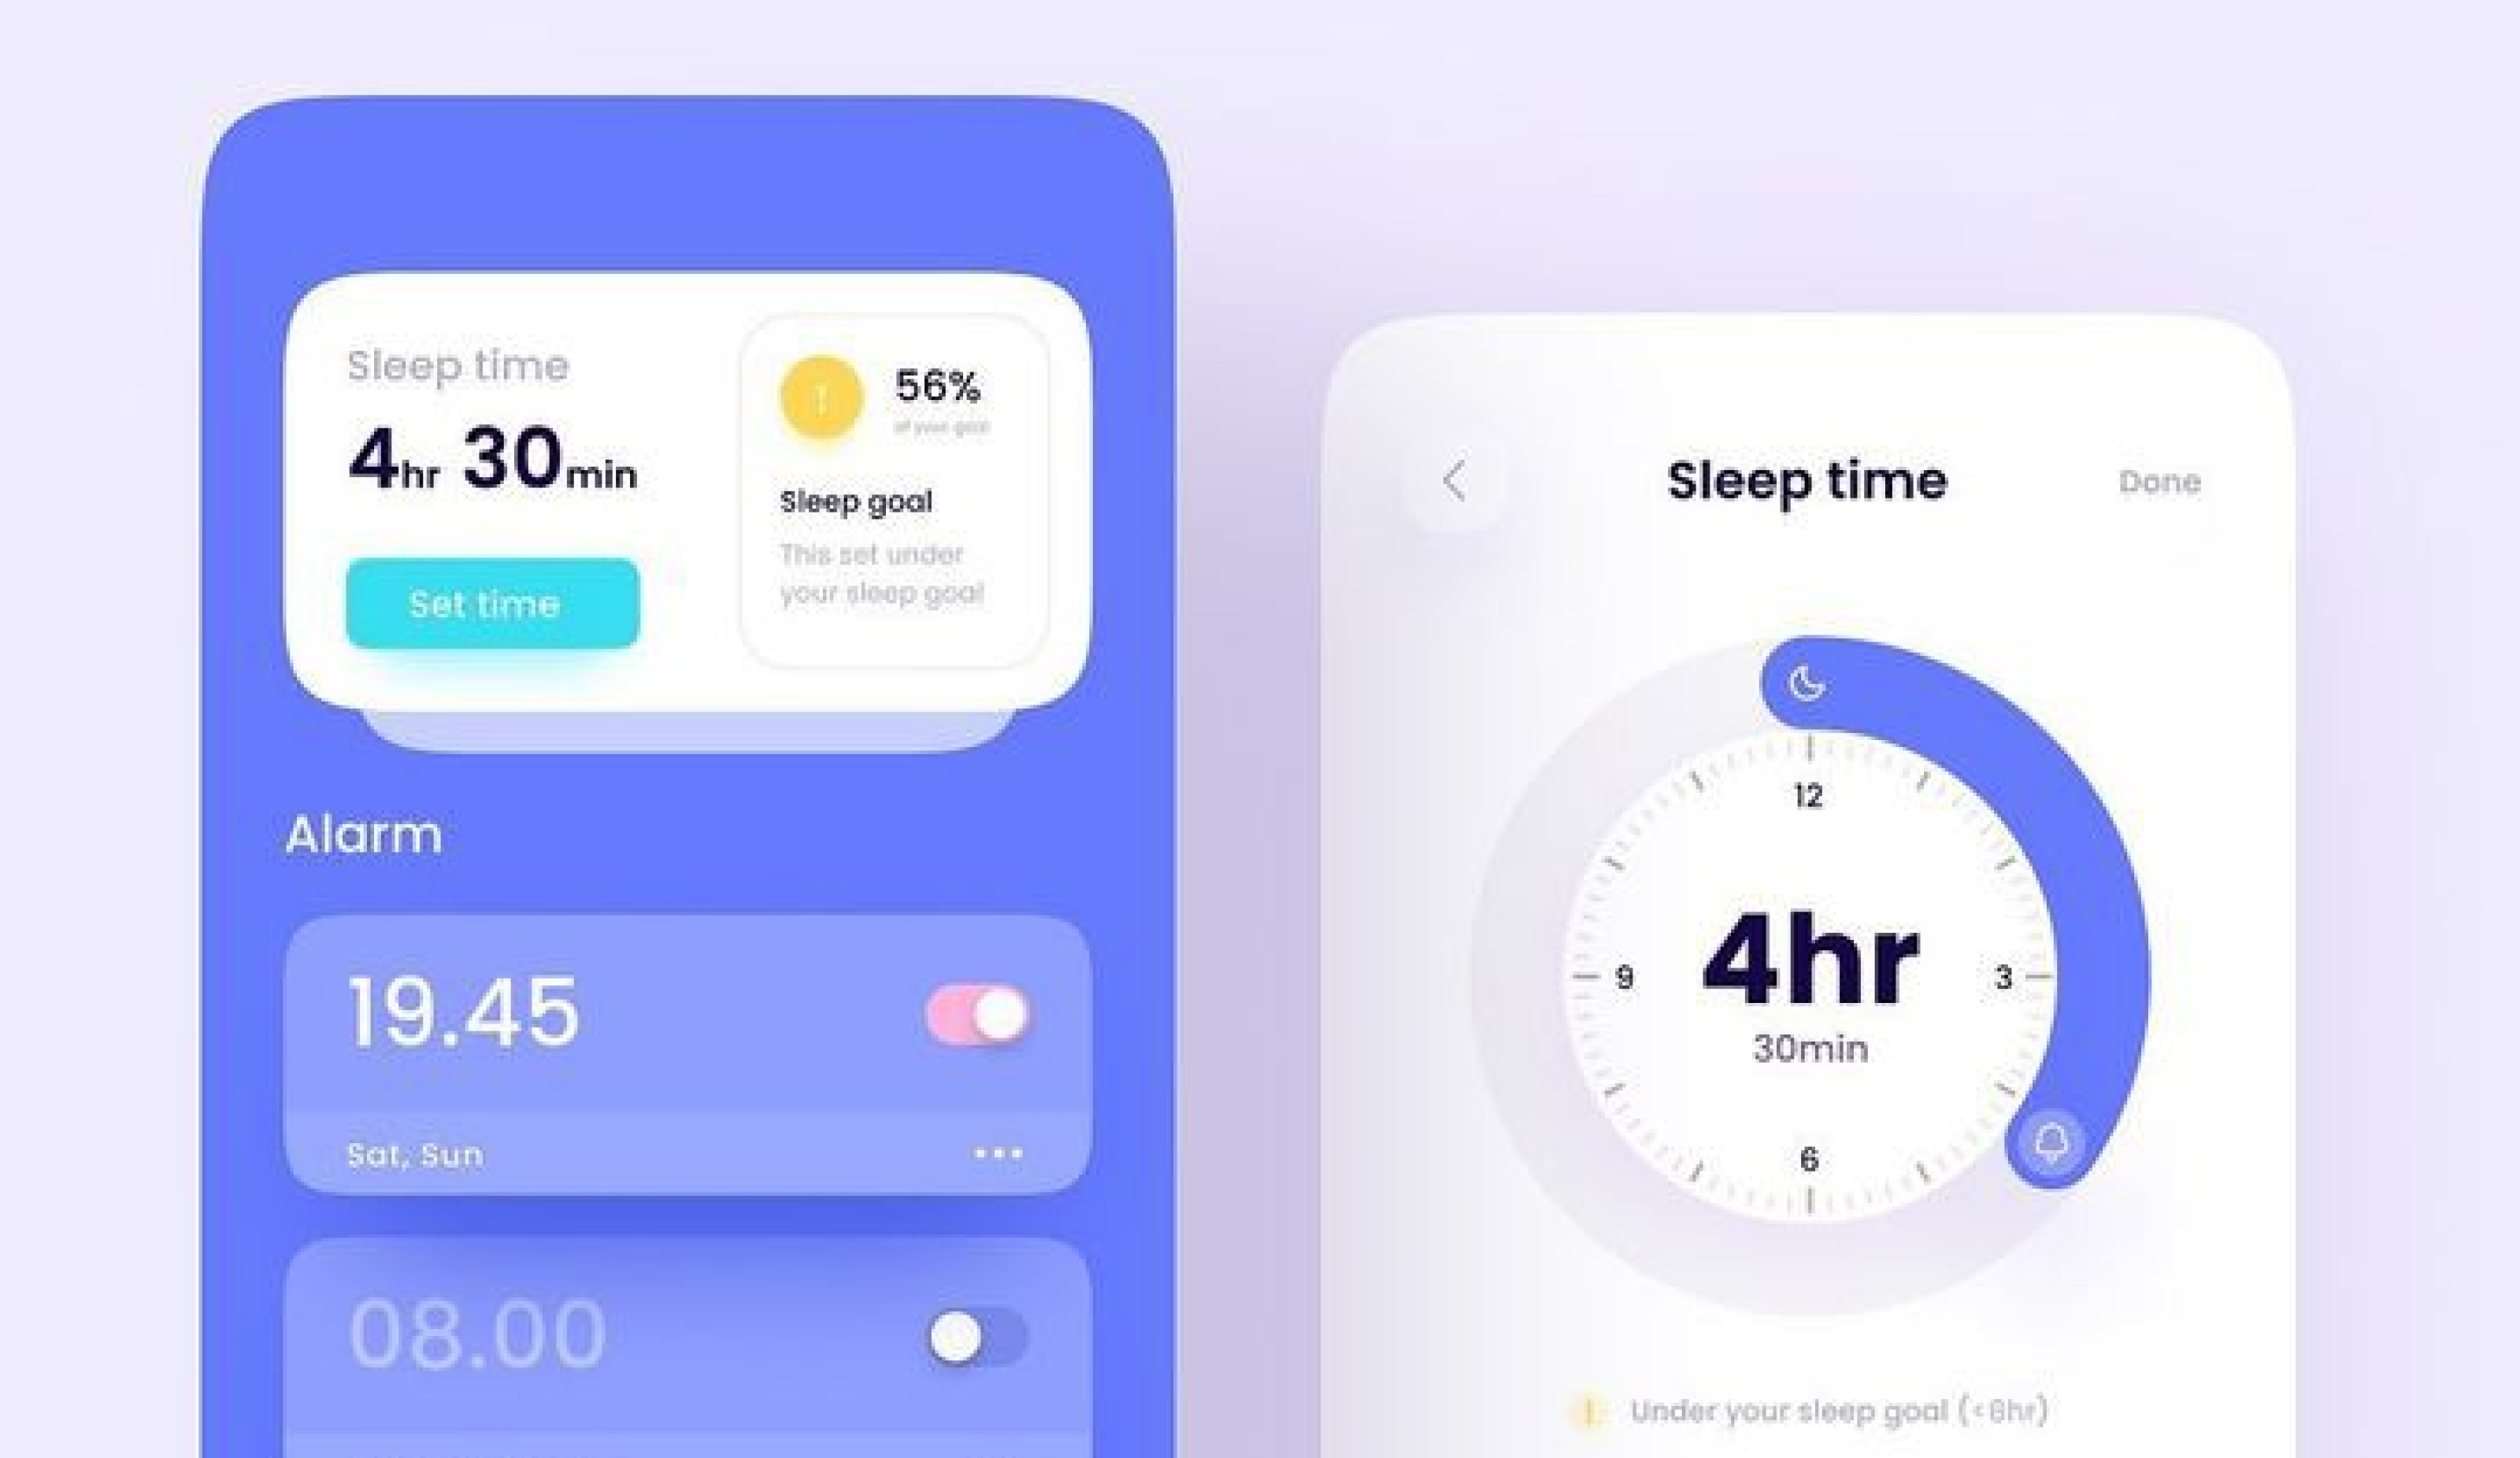 Sleep time
4hr 30min
Set time
56%
of your goal
Sleep goal
This set under
your sleep goal
Alarm
19.45
Sat, Sun
08.00
Sleep time
Done
12
3
6
9
4hr
30min
Under your sleep goal (<8hr)